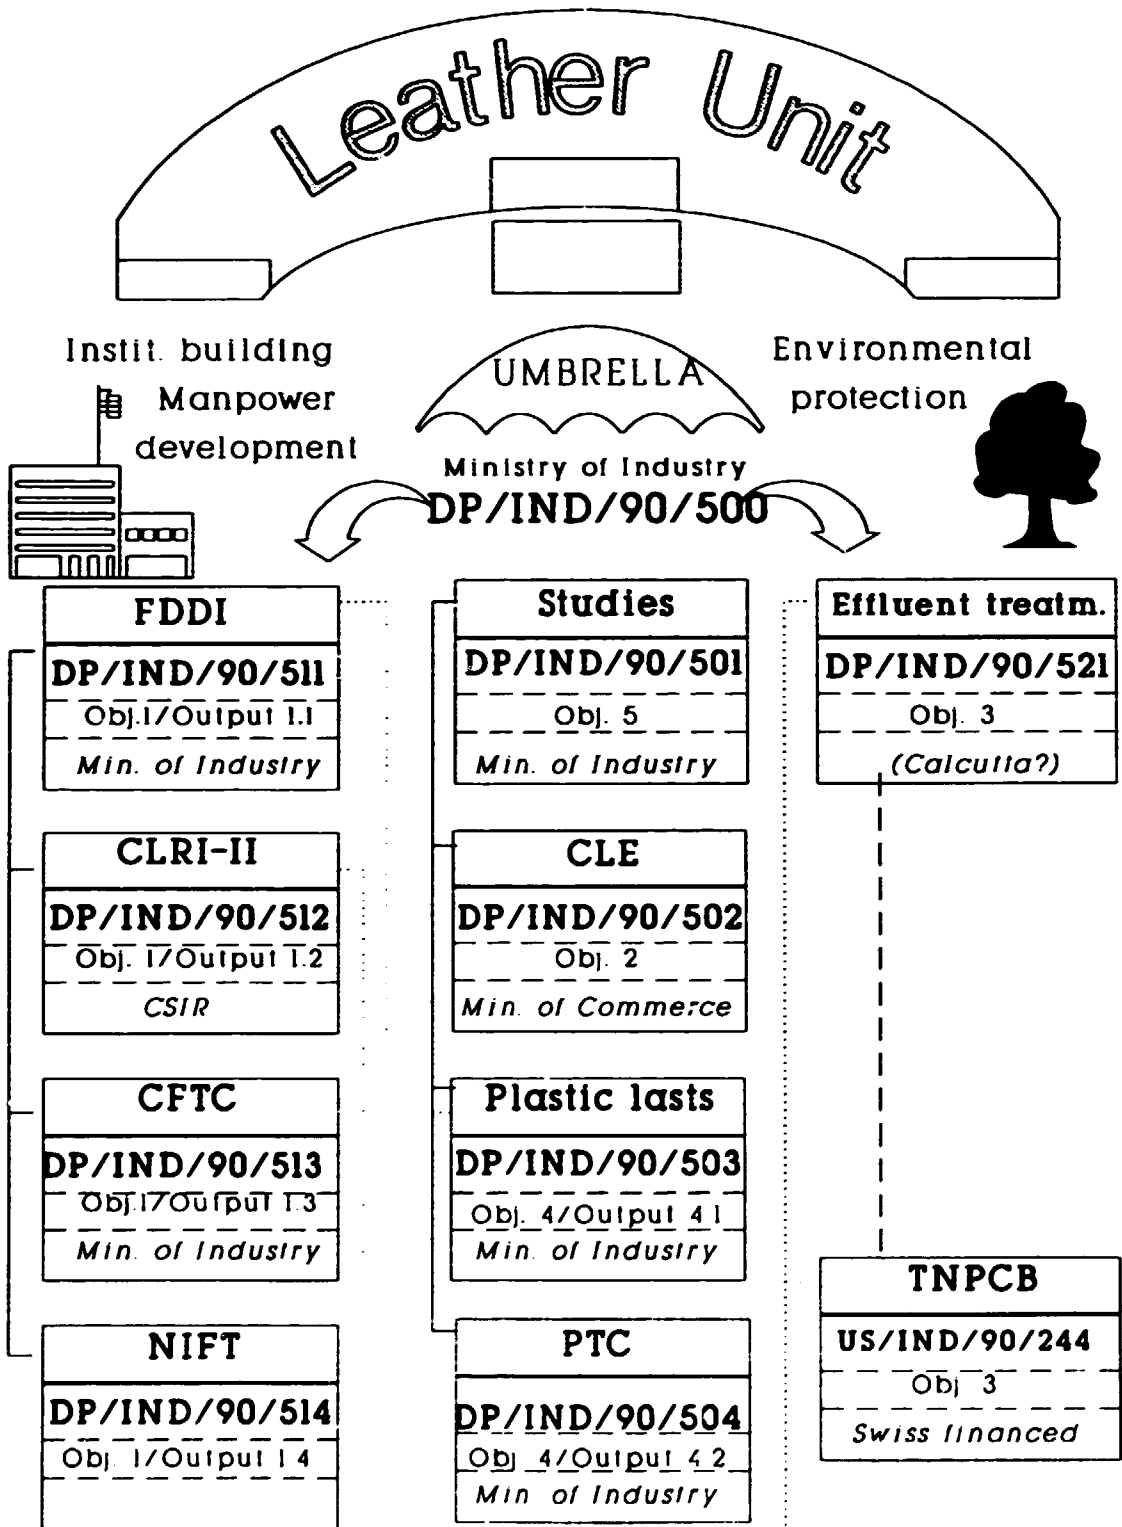 Leather Unit
Instit. building
Manpower
development
UMBRELLA
Environmental
protection
Ministry of Industry
DP/IND/90/500
FDDI
DP/IND/90/511
Obj.1/Output 1.1
Min. of Industry
CLRI-II
DP/IND/90/512
Obj. 1/Output 1.2
CSIR
CFTC
DP/IND/90/513
Obj.1/Output 1.3
Min. of Industry
NIFT
DP/IND/90/514
Obj. 1/Output 1.4
Studies
DP/IND/90/501
Obj. 5
Min. of Industry
CLE
DP/IND/90/502
Obj. 2
Min. of Commerce
Plastic lasts
DP/IND/90/503
Obj. 4/Output 4.1
Min. of Industry
PTC
DP/IND/90/504
Obj. 4/Output 4.2
Min. of Industry
Effluent treatm.
DP/IND/90/521
Obj. 3
(Calcutta?)
TNPCB
US/IND/90/244
Obj. 3
Swiss financed